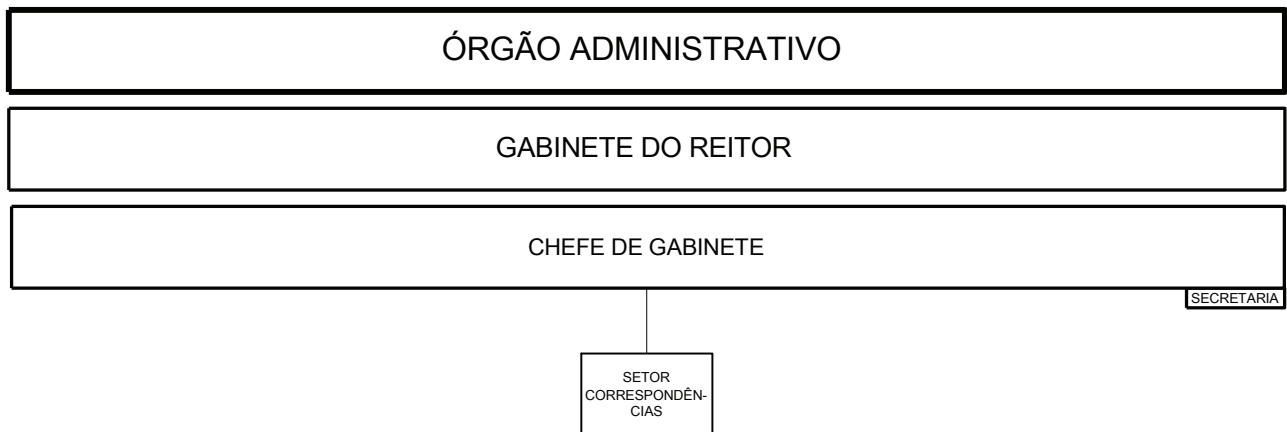 ÓRGÃO ADMINISTRATIVO
GABINETE DO REITOR
CHEFE DE GABINETE
SECRETARIA
SETOR
CORRESPONDÊN-
CIAS